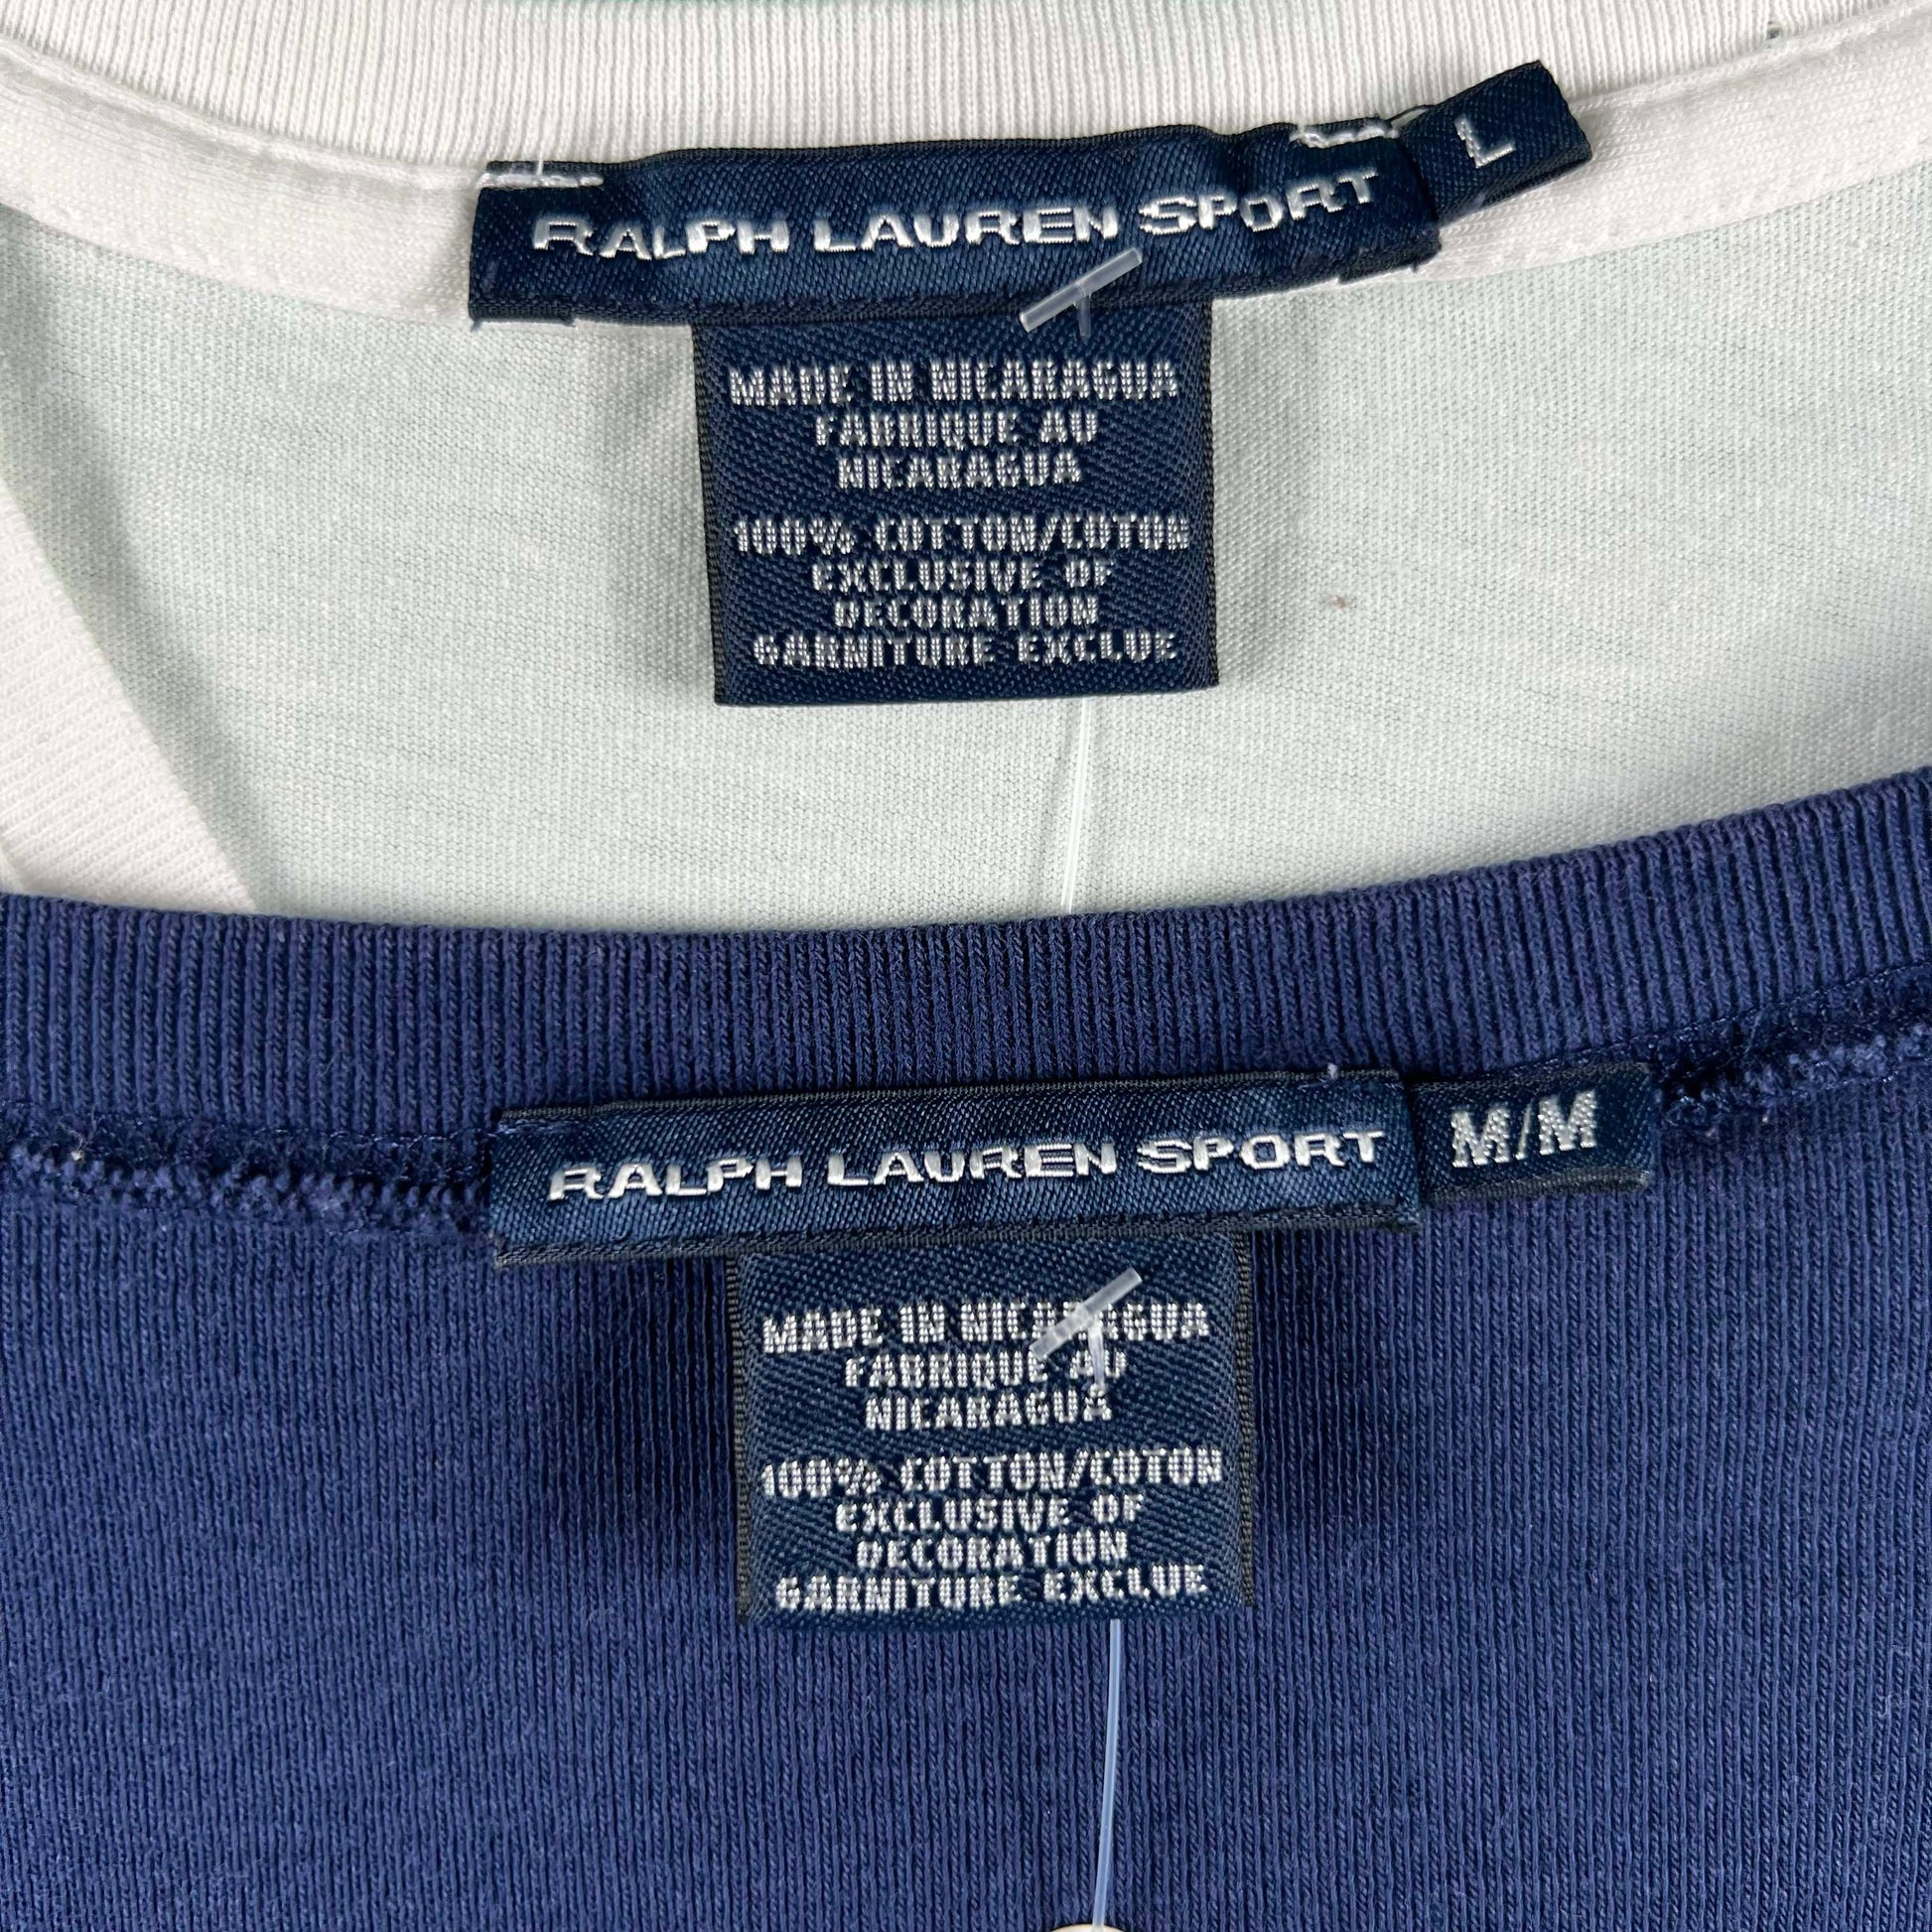 RALPH LAUREN SPORT L
MADE IN NICARAGUA
FABRIQUE AU
NICARAGUA
100% COTTON/COTON
EXCLUSIVE OF
DECORATION
GARNITURE EXCLUE
RALPH LAUREN SPORT M/M
MADE IN NICARAGUA
FABRIQUE AU
NICARAGUA
100% COTTON/COTON
EXCLUSIVE OF
DECORATION
GARNITURE EXCLUE